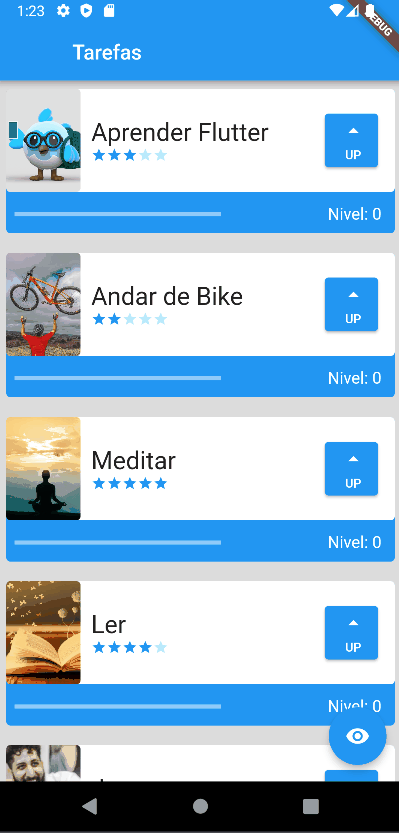 1:23
DEBUG
Tarefas
Aprender Flutter
UP
Nivel: 0
Andar de Bike
UP
Nivel: 0
Meditar
UP
Nivel: 0
Ler
UP
Nivel: 0